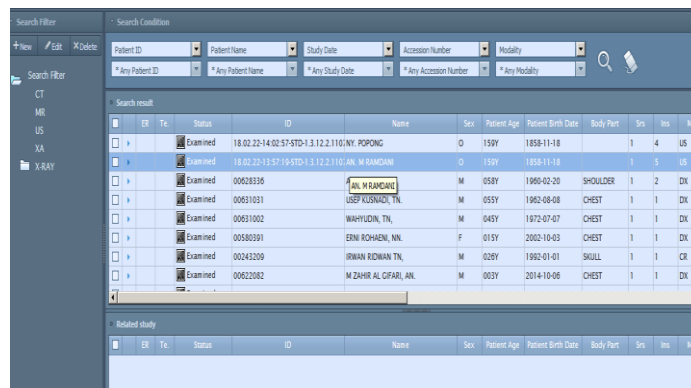 Search Filter
Search Condition
+New Edit XDelete
Search Filter
CT
MR
US
XA
X-RAY
Patient ID Patient Name Study Date Accession Number Modality
* Any Patient ID * Any Patient Name * Any Study Date * Any Accession Number * Any Modality
Search result
ER Te. Status ID Name Sex Patient Age Patient Birth Date Body Part Srs Ins
Examined 18.02.22-14:02:57-STD-1.3.12.2.1107 NY. POPONG O 159Y 1858-11-18 1 4 US
Examined 18.02.22-13:57:19-STD-1.3.12.2.1107 AN. M RAMDANI O 159Y 1858-11-18 1 5 US
Examined 00628336 M 058Y 1960-02-20 SHOULDER 1 2 DX
AN. M RAMDANI
Examined 00631031 USEP KUSNADI, TN. M 055Y 1962-08-08 CHEST 1 1 DX
Examined 00631002 WAHYUDIN, TN, M 045Y 1972-07-07 CHEST 1 1 DX
Examined 00580391 ERNI ROHAENI, NN. F 015Y 2002-10-03 CHEST 1 1 DX
Examined 00243209 IRWAN RIDWAN TN, M 026Y 1992-01-01 SKULL 1 1 CR
Examined 00622082 M ZAHIR AL GIFARI, AN. M 003Y 2014-10-06 CHEST 1 1 DX
Related study
ER Te. Status ID Name Sex Patient Age Patient Birth Date Body Part Srs Ins